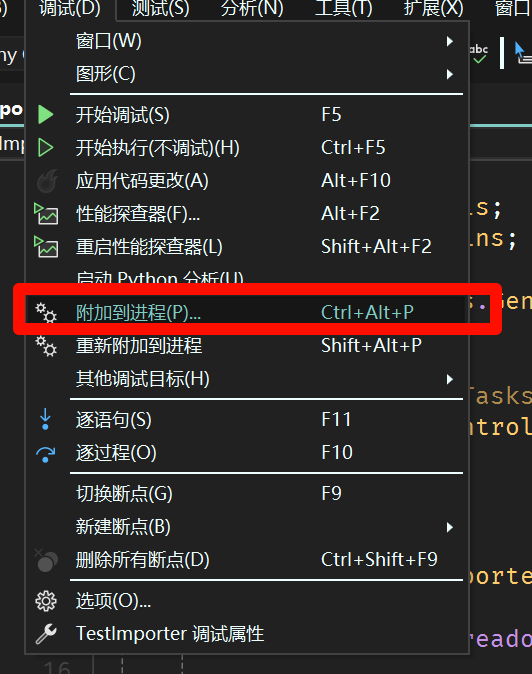 调试(D) 测试(S) 分析(N) 工具(T) 扩展(X) 窗口
窗口(W)
图形(C)
开始调试(S) F5
开始执行(不调试)(H) Ctrl+F5
应用代码更改(A) Alt+F10
性能探查器(F)... Alt+F2
重启性能探查器(L) Shift+Alt+F2
启动 Python 分析(U)
附加到进程(P)... Ctrl+Alt+P
重新附加到进程 Shift+Alt+P
其他调试目标(H)
逐语句(S) F11
逐过程(O) F10
切换断点(G) F9
新建断点(B)
删除所有断点(D) Ctrl+Shift+F9
选项(O)...
TestImporter 调试属性
abc
ny
po
Im
s;
ns;
s.Gen
Tasks
ntrol
porte
reado
16